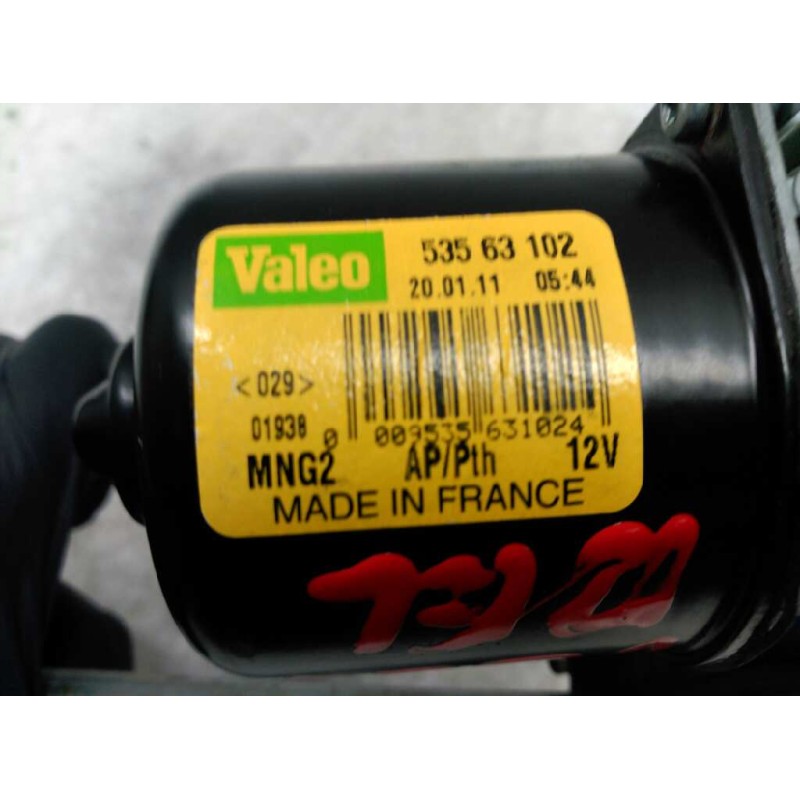 Valeo 535 63 102
20.01.11 05:44
<029>
01938
0 009535 631024
MNG2 AP/Pth 12V
MADE IN FRANCE